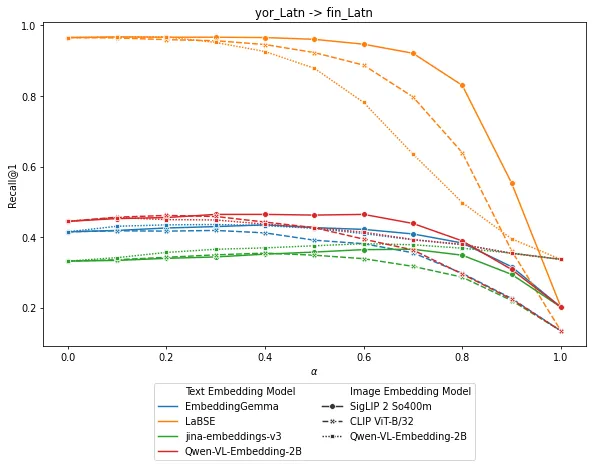 yor_Latn -> fin_Latn
1.0
0.8
0.6
0.4
0.2
Recall@1
0.0 0.2 0.4 0.6 0.8 1.0
α
Text Embedding Model Image Embedding Model
EmbeddingGemma SigLIP 2 So400m
LaBSE CLIP ViT-B/32
jina-embeddings-v3 Qwen-VL-Embedding-2B
Qwen-VL-Embedding-2B